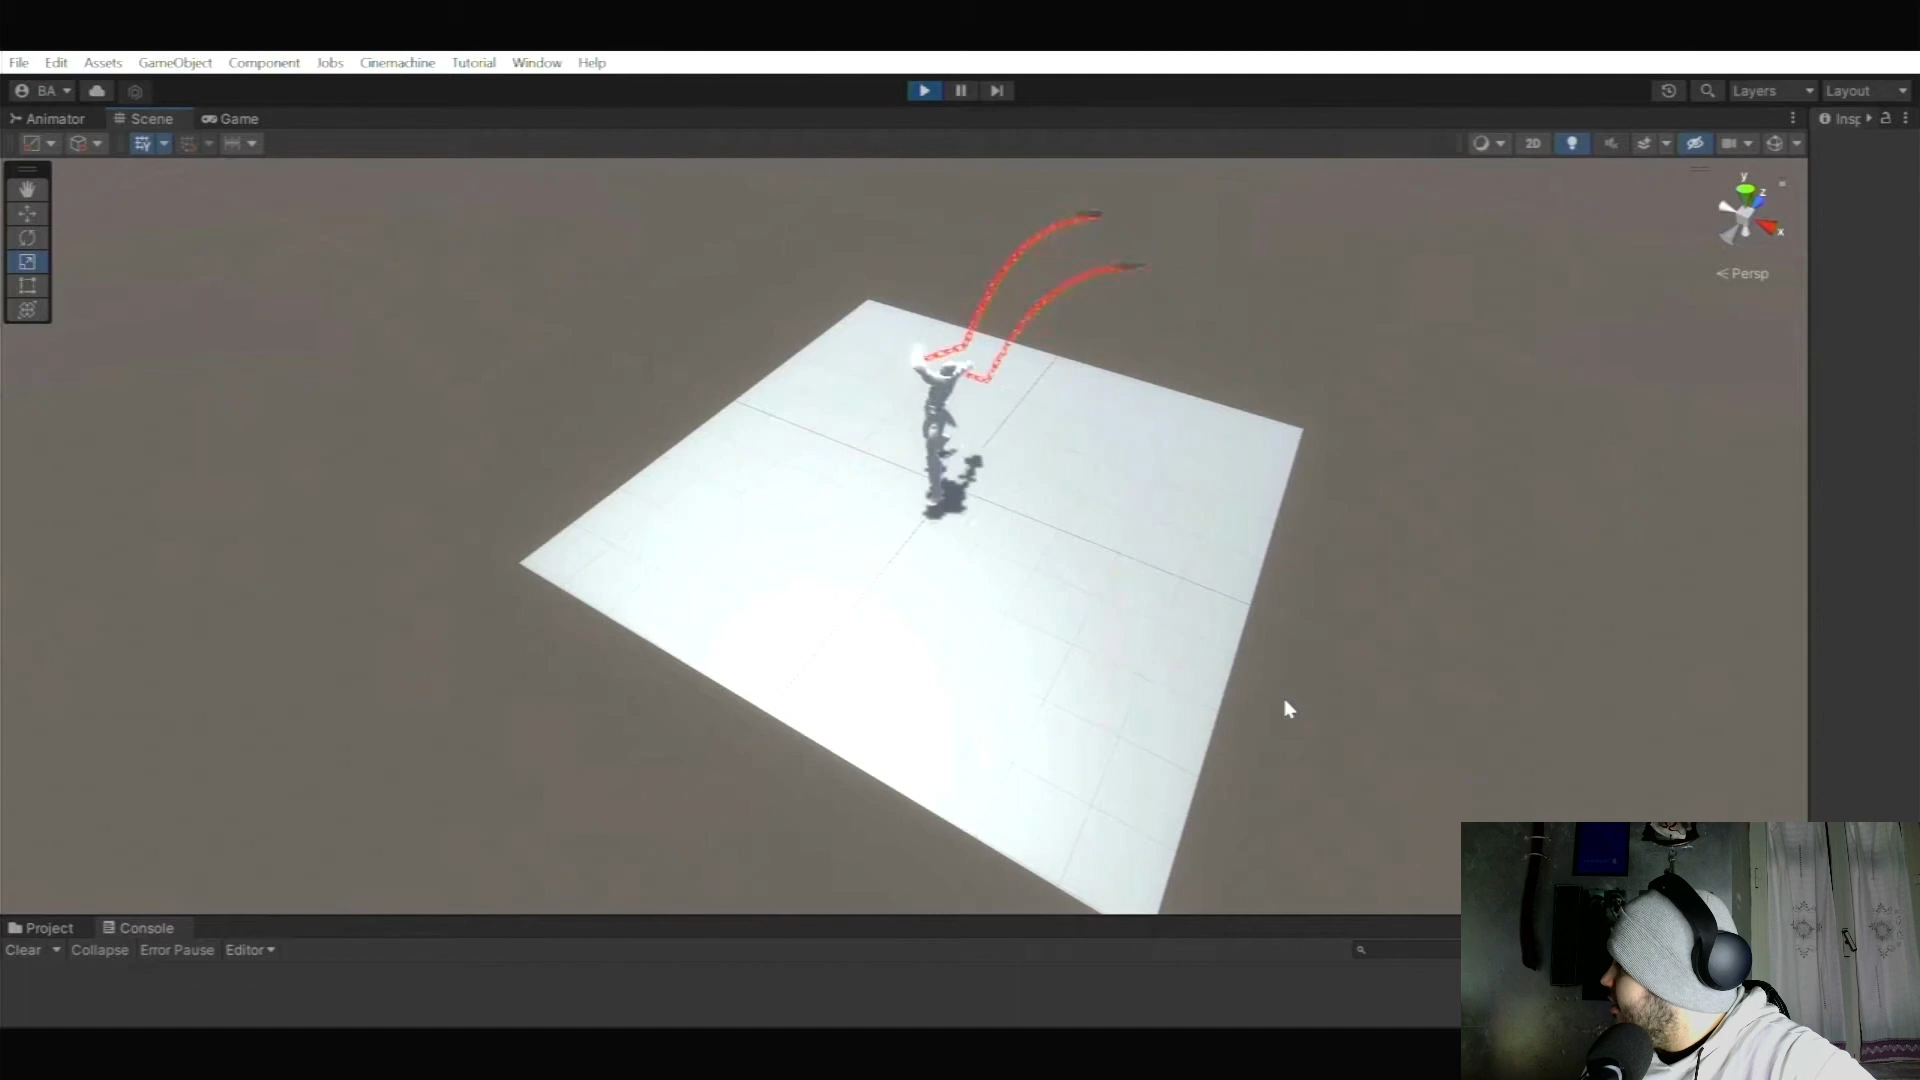 File Edit Assets GameObject Component Jobs Cinemachine Tutorial Window Help
BA Layers Layout
Animator Scene Game Insp
2D
y
z
x
Persp
Project Console
Clear Collapse Error Pause Editor